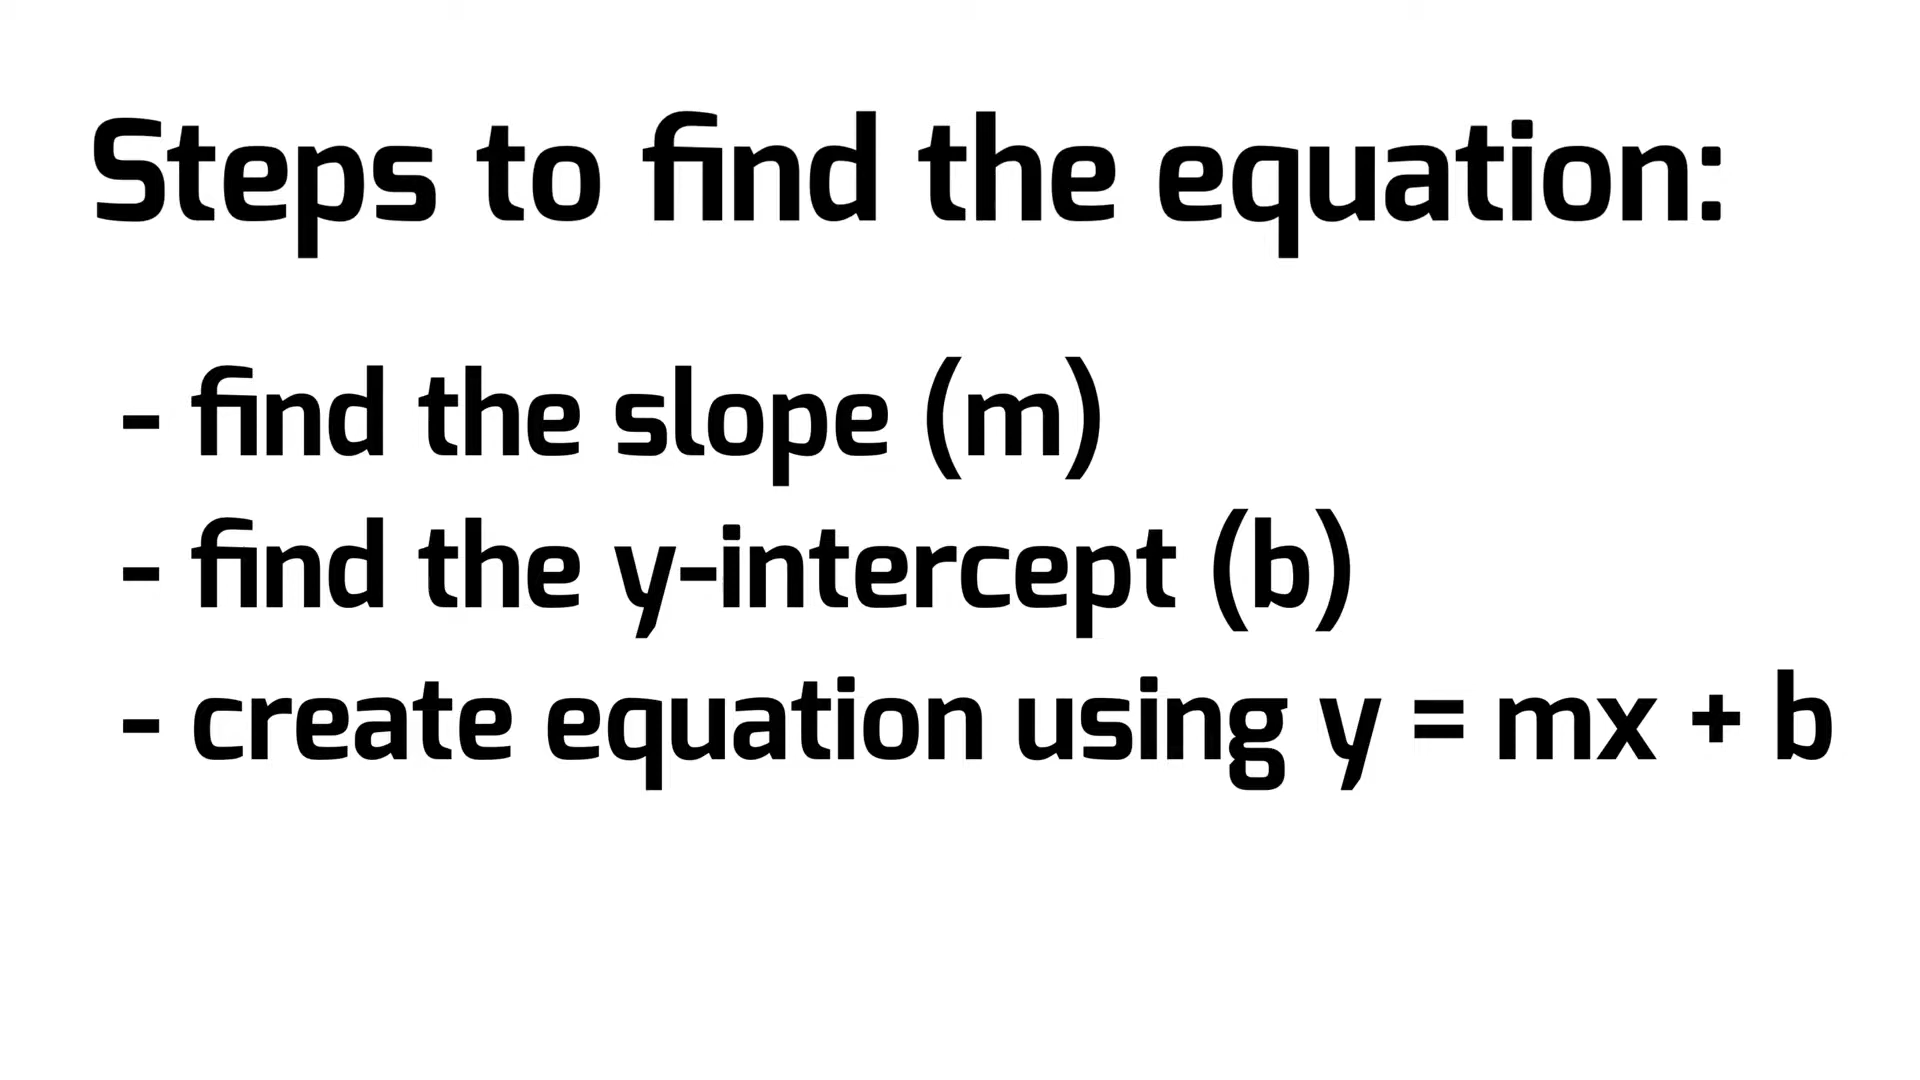 Steps to find the equation:
- find the slope (m)
- find the y-intercept (b)
- create equation using y = mx + b